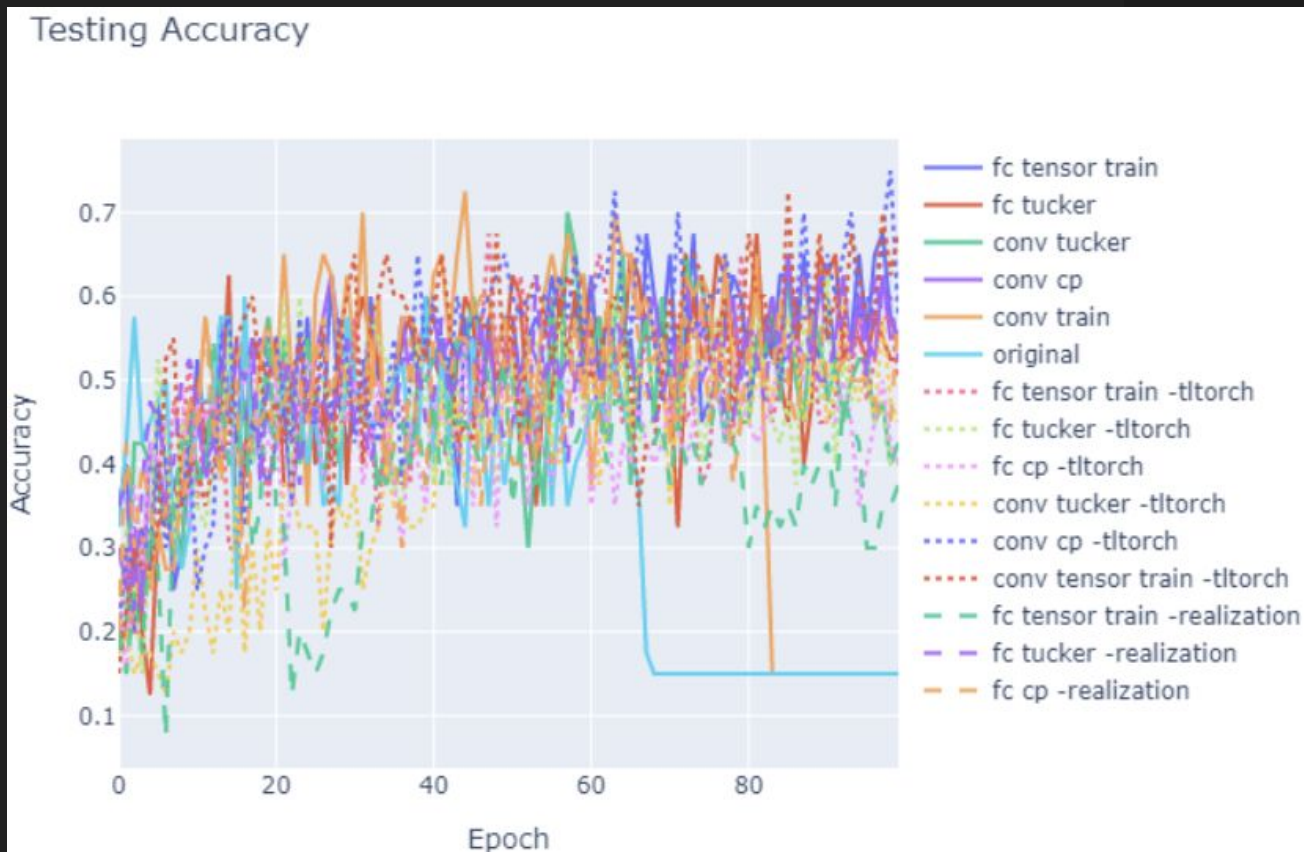 Testing Accuracy
0.7
0.6
0.5
0.4
0.3
0.2
0.1
Accuracy
0
20
40
60
80
Epoch
fc tensor train
fc tucker
conv tucker
conv cp
conv train
original
fc tensor train -tltorch
fc tucker -tltorch
fc cp -tltorch
conv tucker -tltorch
conv cp -tltorch
conv tensor train -tltorch
fc tensor train -realization
fc tucker -realization
fc cp -realization